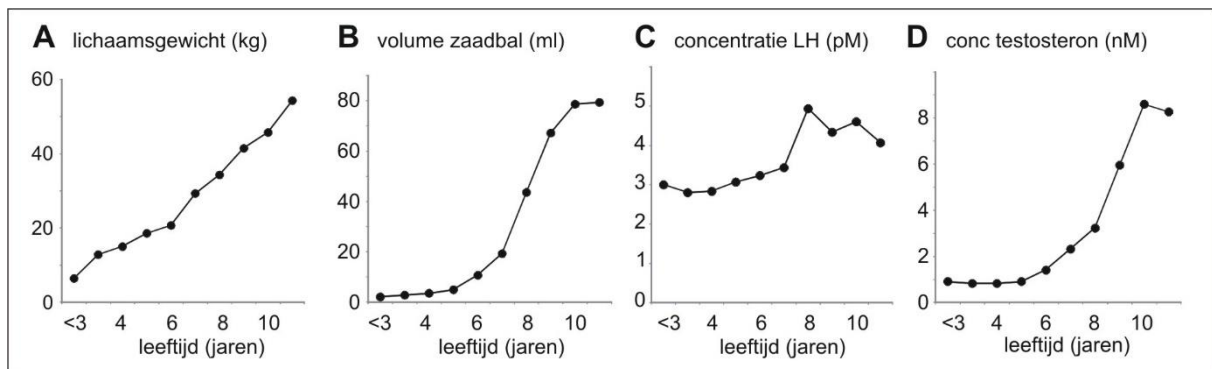 A lichaamsgewicht (kg)
60
40
20
0
<3 4 6 8 10
leeftijd (jaren)
B volume zaadbal (ml)
80
60
40
20
0
<3 4 6 8 10
leeftijd (jaren)
C concentratie LH (pM)
5
4
3
2
1
0
<3 4 6 8 10
leeftijd (jaren)
D conc testosteron (nM)
8
6
4
2
0
<3 4 6 8 10
leeftijd (jaren)